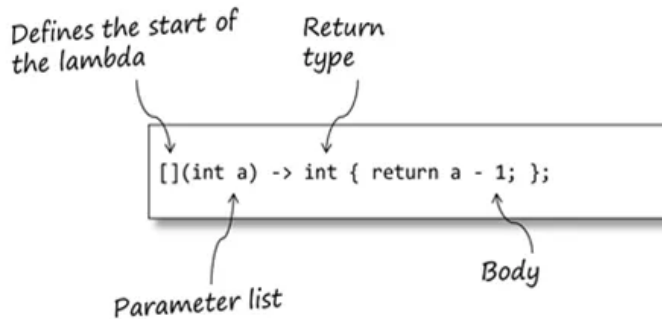 Defines the start of
the lambda
Return
type
[](int a) -> int { return a - 1; };
Parameter list
Body